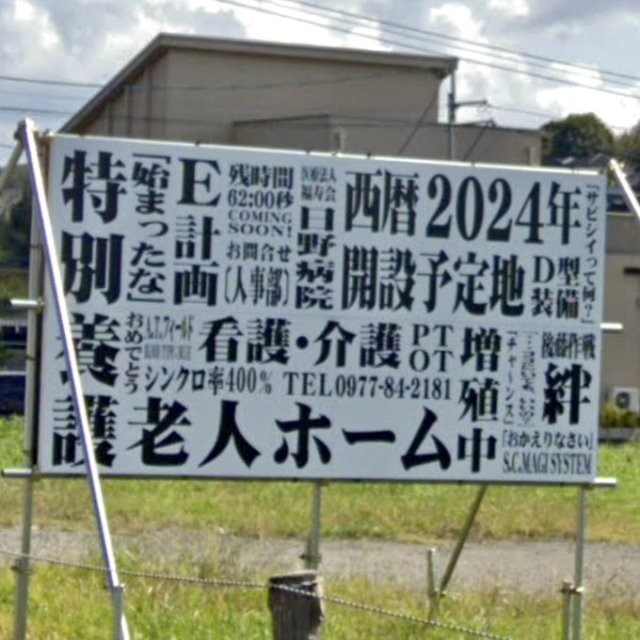 特別養護老人ホーム
「始まったな」
E計画
残時間
62:00秒
COMING
SOON!
お問合せ
(人事部)
医療法人
福寿会
日野病院
西暦2024年
開設予定地
「サビシイって何?」
D型
装備
おめでとう
A.T.フィールド
看護・介護
PT
OT
シンクロ率400%
TEL0977-84-2181
増殖中
後始作戦
絆
「おかえりなさい」
S.C.MAGI SYSTEM